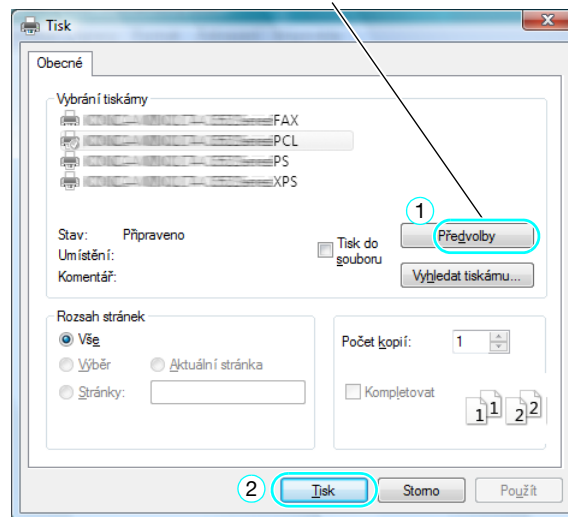 Tisk
Obecné
Vybrání tiskárny
FAX
PCL
PS
XPS
1
Stav: Připraveno
Tisk do souboru
Předvolby
Umístění:
Komentář:
Vyhledat tiskárnu...
Rozsah stránek
Vše
Počet kopií: 1
Výběr
Aktuální stránka
Stránky:
Kompletovat
1 1 2 2
2
Tisk
Storno
Použít